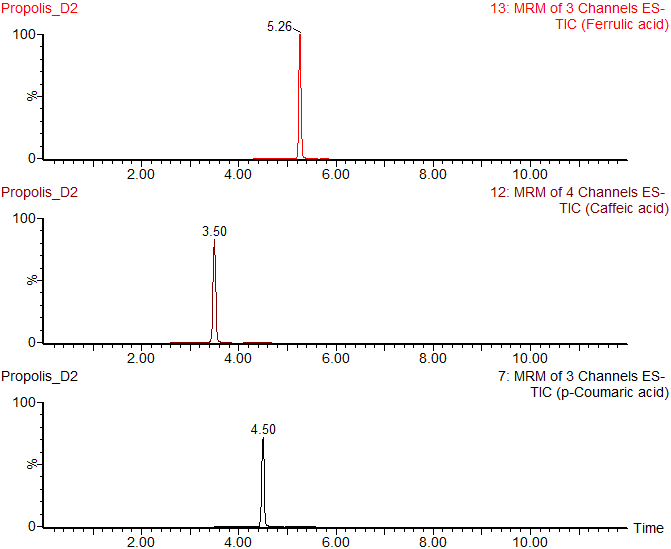 Propolis_D2 13: MRM of 3 Channels ES-
TIC (Ferrulic acid)
100
5.26
%
0
2.00 4.00 6.00 8.00 10.00
Propolis_D2 12: MRM of 4 Channels ES-
TIC (Caffeic acid)
100
3.50
%
0
2.00 4.00 6.00 8.00 10.00
Propolis_D2 7: MRM of 3 Channels ES-
TIC (p-Coumaric acid)
100
4.50
%
0
Time
2.00 4.00 6.00 8.00 10.00